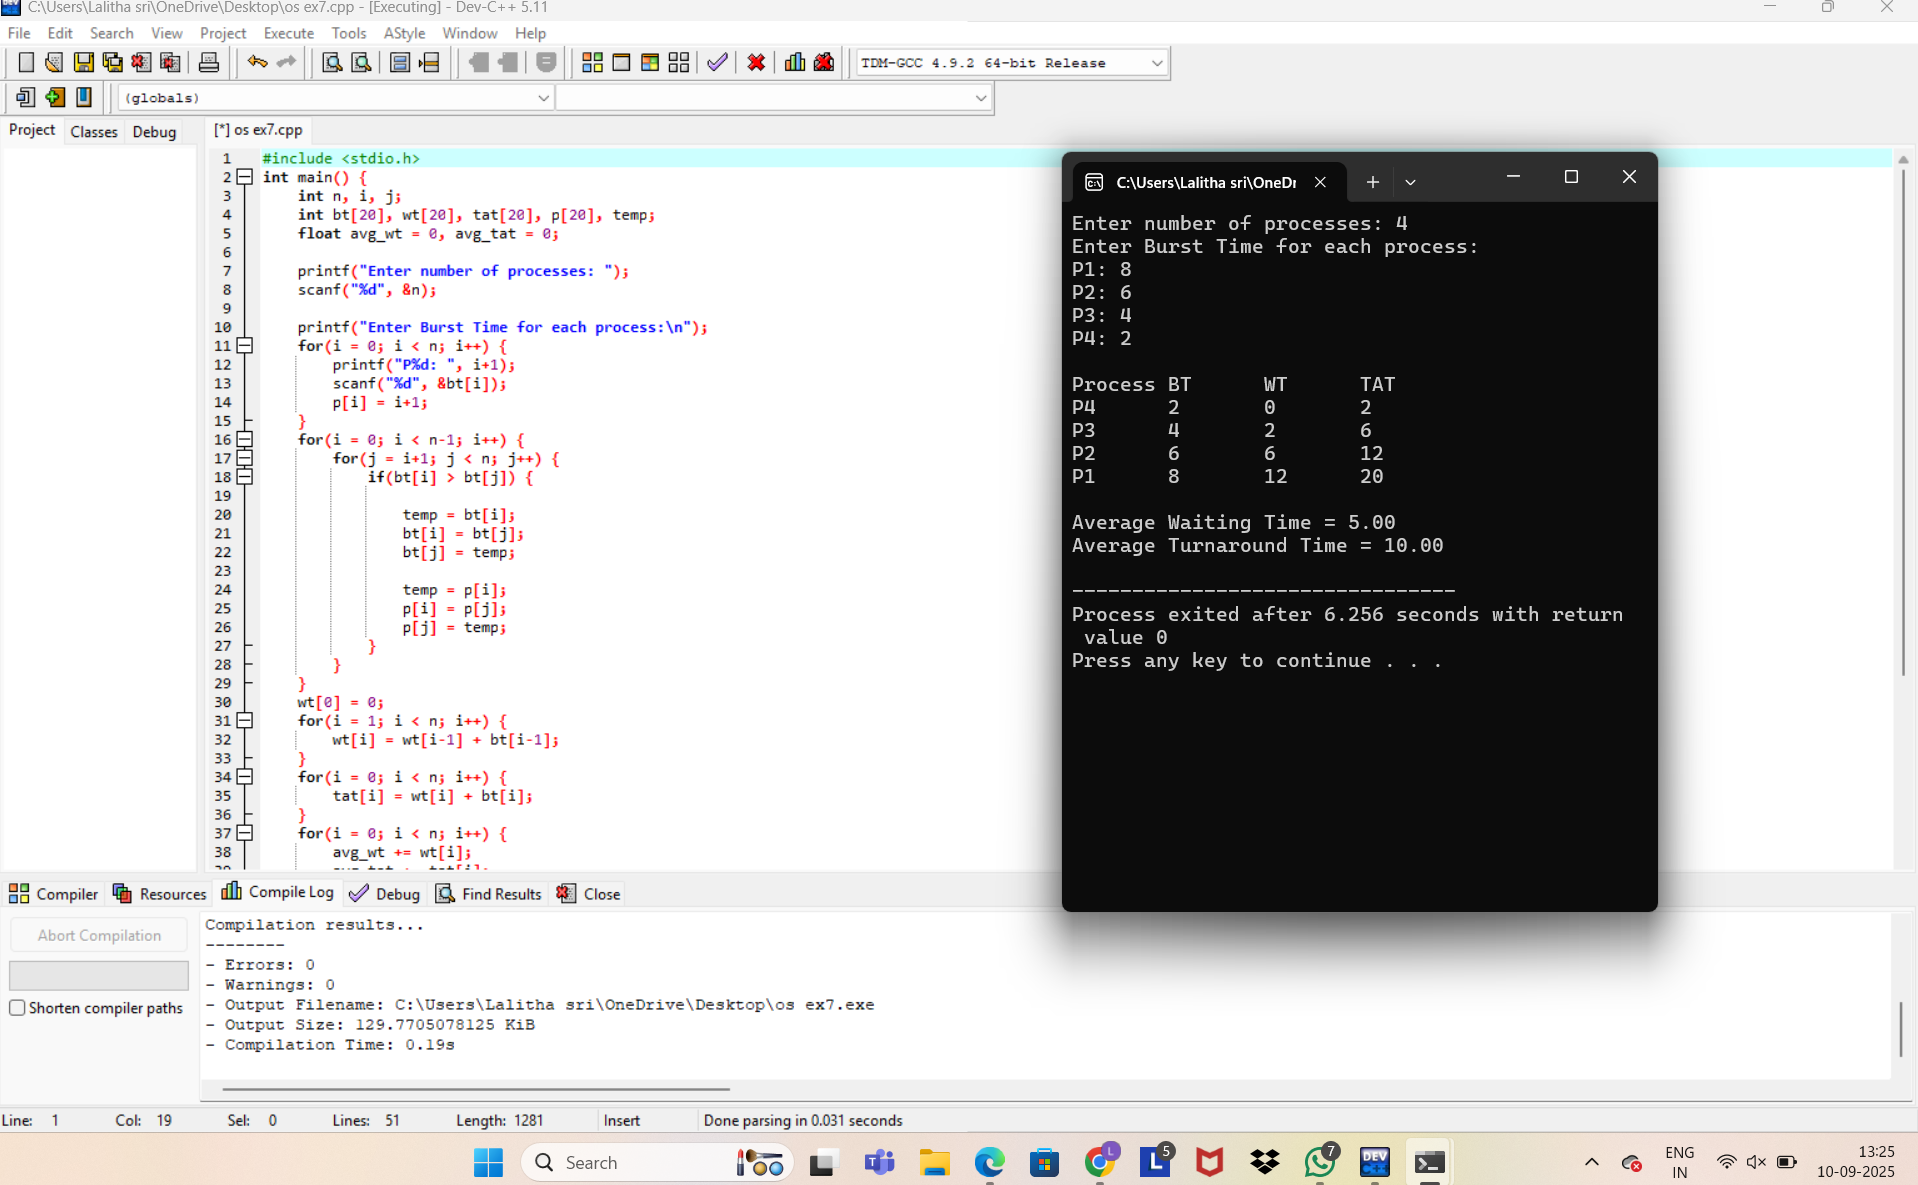 C:\Users\Lalitha sri\OneDrive\Desktop\os ex7.cpp - [Executing] - Dev-C++ 5.11
File Edit Search View Project Execute Tools AStyle Window Help
TDM-GCC 4.9.2 64-bit Release
(globals)
Project Classes Debug
[*] os ex7.cpp
1 #include <stdio.h>
2 int main() {
3 int n, i, j;
4 int bt[20], wt[20], tat[20], p[20], temp;
5 float avg_wt = 0, avg_tat = 0;
6
7 printf("Enter number of processes: ");
8 scanf("%d", &n);
9
10 printf("Enter Burst Time for each process:\n");
11 for(i = 0; i < n; i++) {
12 printf("P%d: ", i+1);
13 scanf("%d", &bt[i]);
14 p[i] = i+1;
15 }
16 for(i = 0; i < n-1; i++) {
17 for(j = i+1; j < n; j++) {
18 if(bt[i] > bt[j]) {
19
20 temp = bt[i];
21 bt[i] = bt[j];
22 bt[j] = temp;
23
24 temp = p[i];
25 p[i] = p[j];
26 p[j] = temp;
27 }
28 }
29 }
30 wt[0] = 0;
31 for(i = 1; i < n; i++) {
32 wt[i] = wt[i-1] + bt[i-1];
33 }
34 for(i = 0; i < n; i++) {
35 tat[i] = wt[i] + bt[i];
36 }
37 for(i = 0; i < n; i++) {
38 avg_wt += wt[i];
C:\Users\Lalitha sri\OneDr
Enter number of processes: 4
Enter Burst Time for each process:
P1: 8
P2: 6
P3: 4
P4: 2
Process BT WT TAT
P4 2 0 2
P3 4 2 6
P2 6 6 12
P1 8 12 20
Average Waiting Time = 5.00
Average Turnaround Time = 10.00
--------------------------------
Process exited after 6.256 seconds with return
value 0
Press any key to continue . . .
Compiler Resources Compile Log Debug Find Results Close
Abort Compilation
Shorten compiler paths
Compilation results...
--------
- Errors: 0
- Warnings: 0
- Output Filename: C:\Users\Lalitha sri\OneDrive\Desktop\os ex7.exe
- Output Size: 129.7705078125 KiB
- Compilation Time: 0.19s
Line: 1 Col: 19 Sel: 0 Lines: 51 Length: 1281 Insert Done parsing in 0.031 seconds
Search
L
L 5
7
DEV
ENG
IN
13:25
10-09-2025